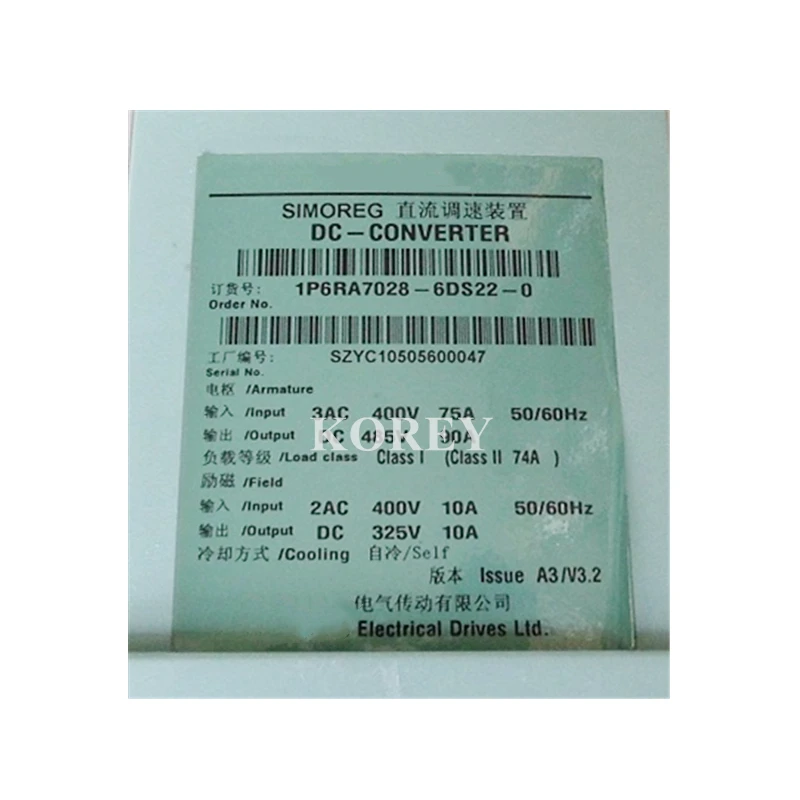 SIMOREG 直流调速装置
DC-CONVERTER
订货号: 1P6RA7028-6DS22-0
Order No.
工厂编号: SZYC10505600047
Serial No.
电枢 /Armature
输入 /Input 3AC 400V 75A 50/60Hz
KOREY
输出 /Output DC 485V 90A
负载等级 /Load class Class I (Class II 74A )
励磁 /Field
输入 /Input 2AC 400V 10A 50/60Hz
输出 /Output DC 325V 10A
冷却方式 /Cooling 自冷/Self
版本 Issue A3/V3.2
电气传动有限公司
Electrical Drives Ltd.